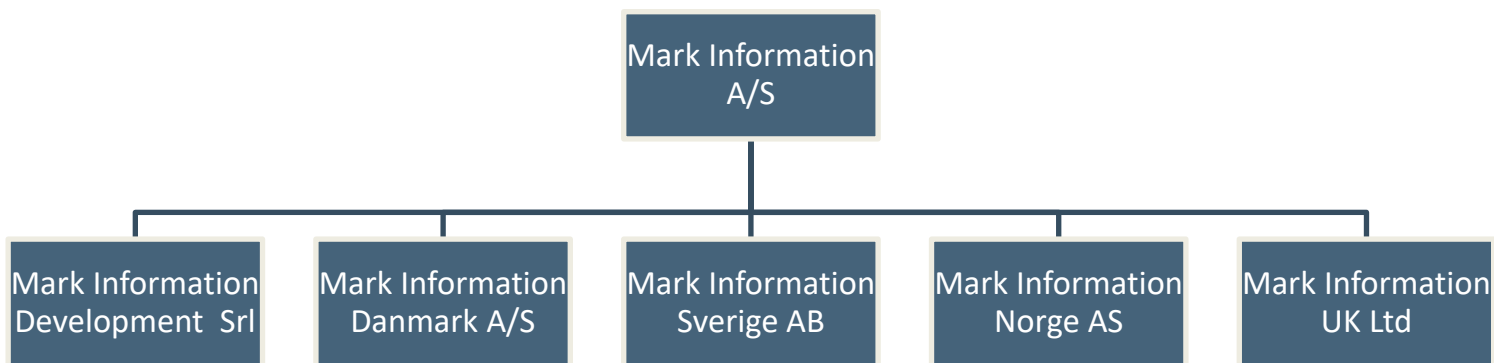 Mark Information
A/S
Mark Information
Development Srl
Mark Information
Danmark A/S
Mark Information
Sverige AB
Mark Information
Norge AS
Mark Information
UK Ltd